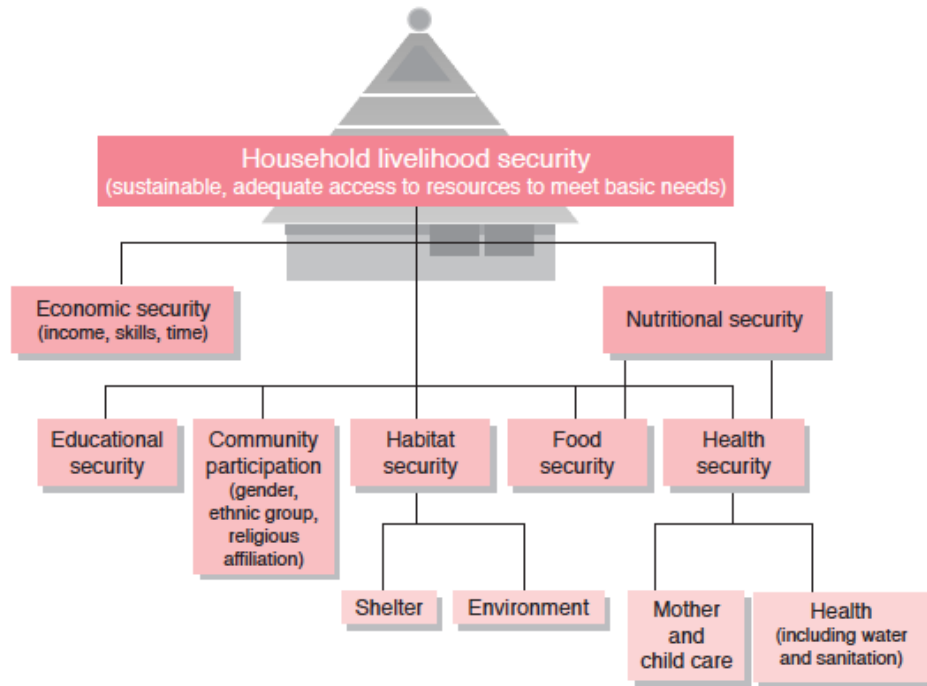 Household livelihood security
(sustainable, adequate access to resources to meet basic needs)
Economic security
(income, skills, time)
Nutritional security
Educational
security
Community
participation
(gender,
ethnic group,
religious
affiliation)
Habitat
security
Food
security
Health
security
Shelter
Environment
Mother
and
child care
Health
(including water
and sanitation)